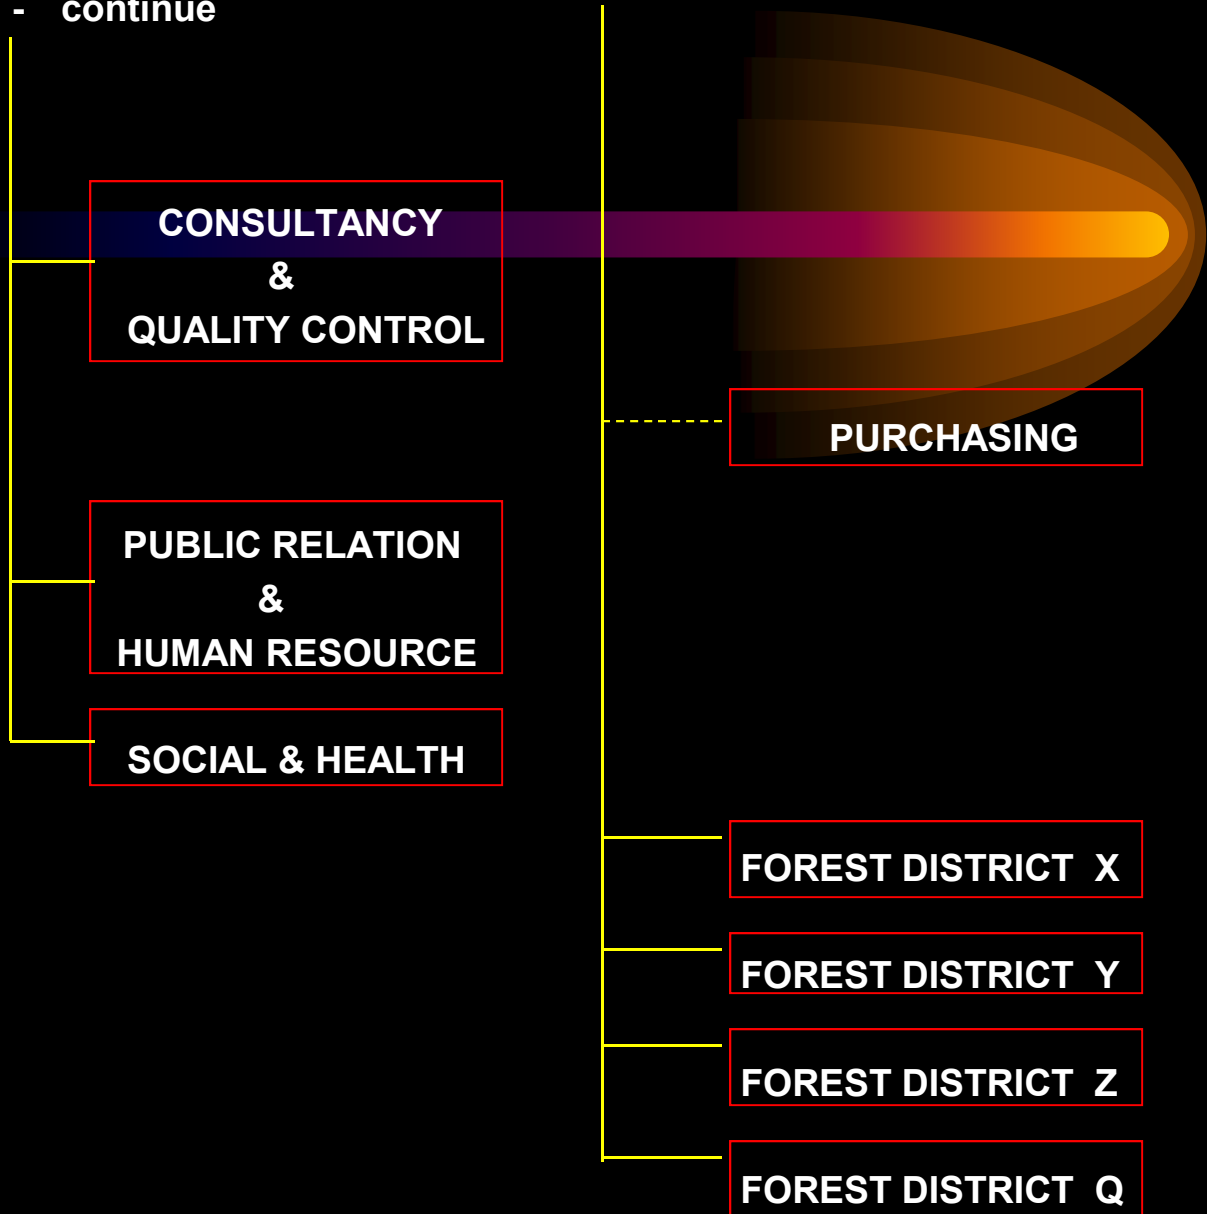 - continue
CONSULTANCY
&
QUALITY CONTROL
PURCHASING
PUBLIC RELATION
&
HUMAN RESOURCE
SOCIAL & HEALTH
FOREST DISTRICT X
FOREST DISTRICT Y
FOREST DISTRICT Z
FOREST DISTRICT Q